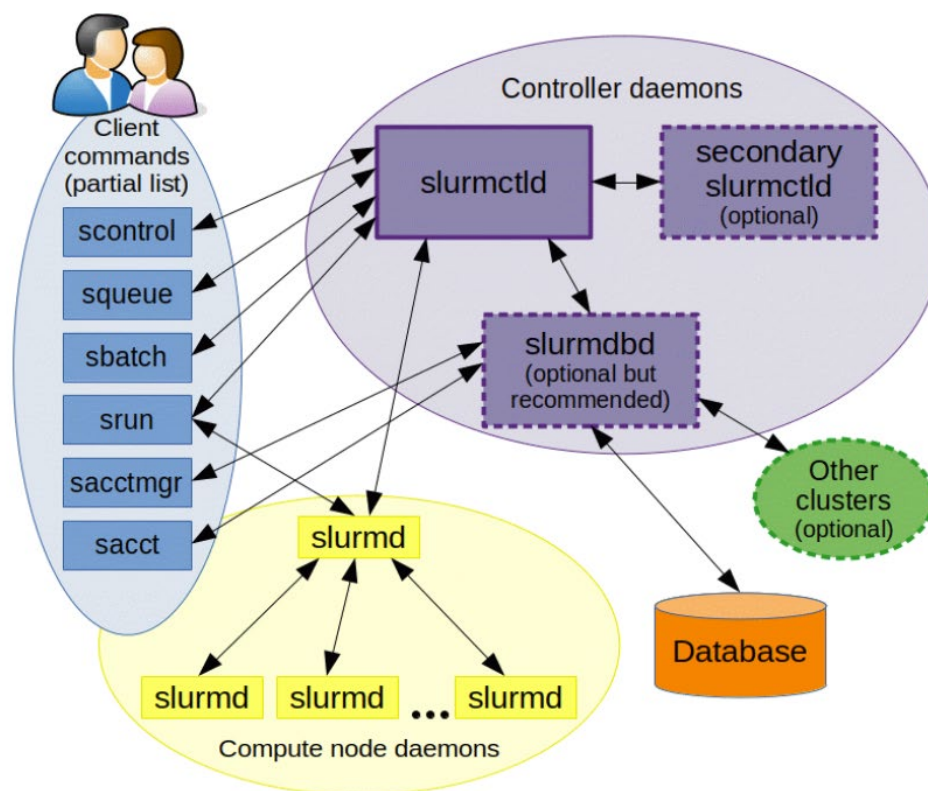 Client
commands
(partial list)
scontrol
squeue
sbatch
srun
sacctmgr
sacct
Controller daemons
slurmctld
secondary
slurmctld
(optional)
slurmdbd
(optional but
recommended)
Other
clusters
(optional)
Database
slurmd
slurmd
slurmd
...
slurmd
Compute node daemons